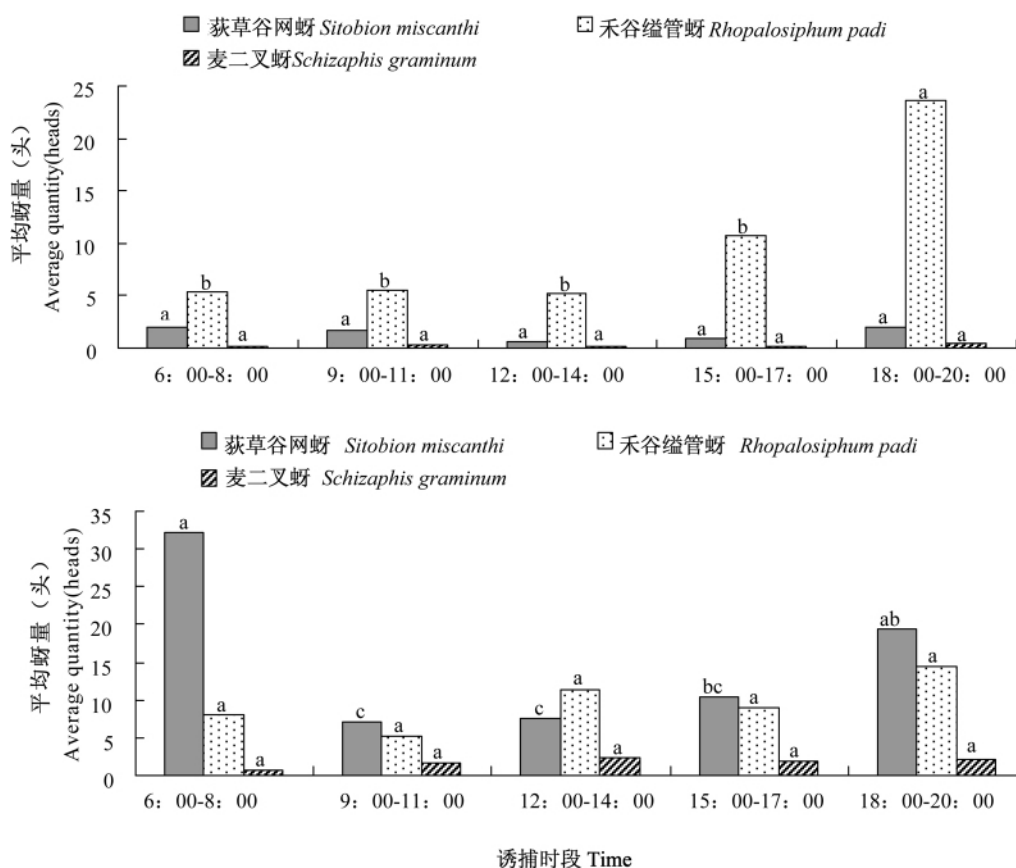 荻草谷网蚜 Sitobion miscanthi 禾谷缢管蚜 Rhopalosiphum padi
麦二叉蚜 Schizaphis graminum
平均蚜量（头）
Average quantity(heads)
25
20
15
10
5
0
a b a
a b a
a b a
a b a
a a a
6：00-8：00 9：00-11：00 12：00-14：00 15：00-17：00 18：00-20：00
荻草谷网蚜 Sitobion miscanthi 禾谷缢管蚜 Rhopalosiphum padi
麦二叉蚜 Schizaphis graminum
平均蚜量（头）
Average quantity(heads)
35
30
25
20
15
10
5
0
a a a
c a a
c a a
bc a a
ab a a
6：00-8：00 9：00-11：00 12：00-14：00 15：00-17：00 18：00-20：00
诱捕时段 Time